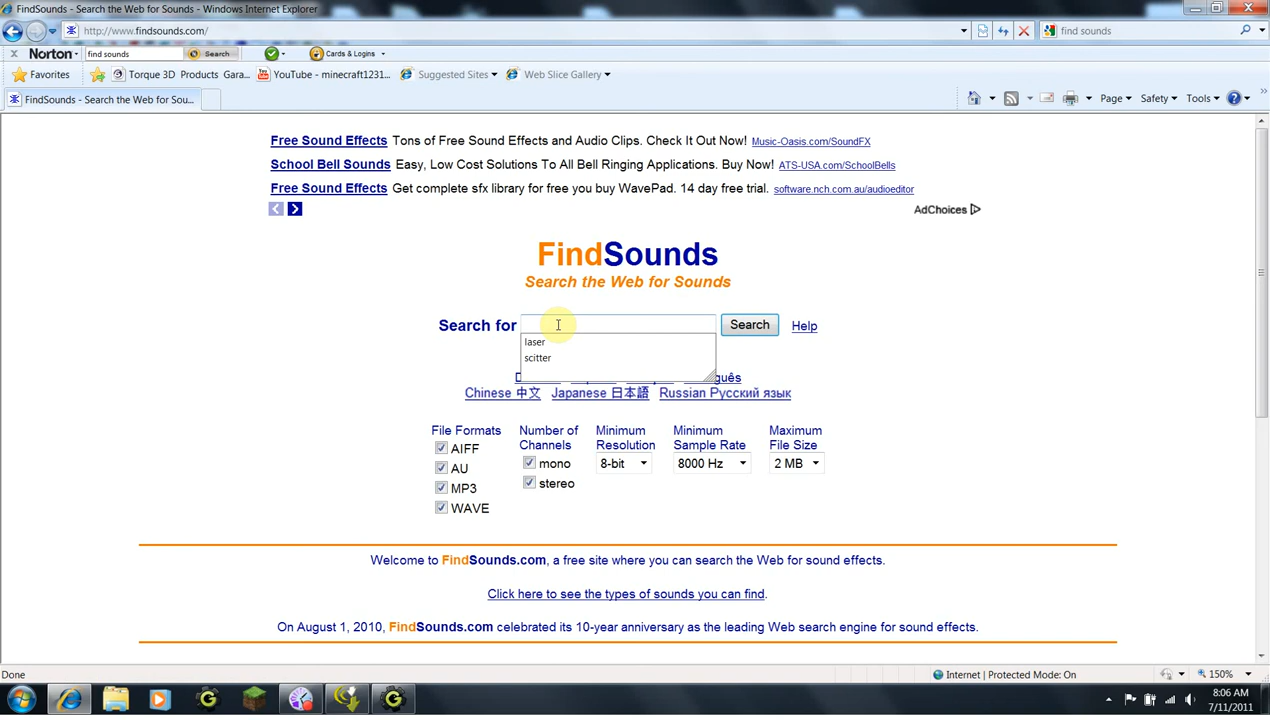 FindSounds - Search the Web for Sounds - Windows Internet Explorer
http://www.findsounds.com/
find sounds
Norton
find sounds
Search
Cards & Logins
Favorites
Torque 3D Products Gara...
YouTube - minecraft1231...
Suggested Sites
Web Slice Gallery
FindSounds - Search the Web for Sou...
Page
Safety
Tools
Free Sound Effects Tons of Free Sound Effects and Audio Clips. Check It Out Now! Music-Oasis.com/SoundFX
School Bell Sounds Easy, Low Cost Solutions To All Bell Ringing Applications. Buy Now! ATS-USA.com/SchoolBells
Free Sound Effects Get complete sfx library for free you buy WavePad. 14 day free trial. software.nch.com.au/audioeditor
AdChoices
FindSounds
Search the Web for Sounds
Search for
Search
Help
laser
scitter
Chinese 中文 Japanese 日本語 Russian Русский язык
File Formats
AIFF
AU
MP3
WAVE
Number of
Channels
mono
stereo
Minimum
Resolution
8-bit
Minimum
Sample Rate
8000 Hz
Maximum
File Size
2 MB
Welcome to FindSounds.com, a free site where you can search the Web for sound effects.
Click here to see the types of sounds you can find.
On August 1, 2010, FindSounds.com celebrated its 10-year anniversary as the leading Web search engine for sound effects.
Done
Internet | Protected Mode: On
150%
8:06 AM
7/11/2011